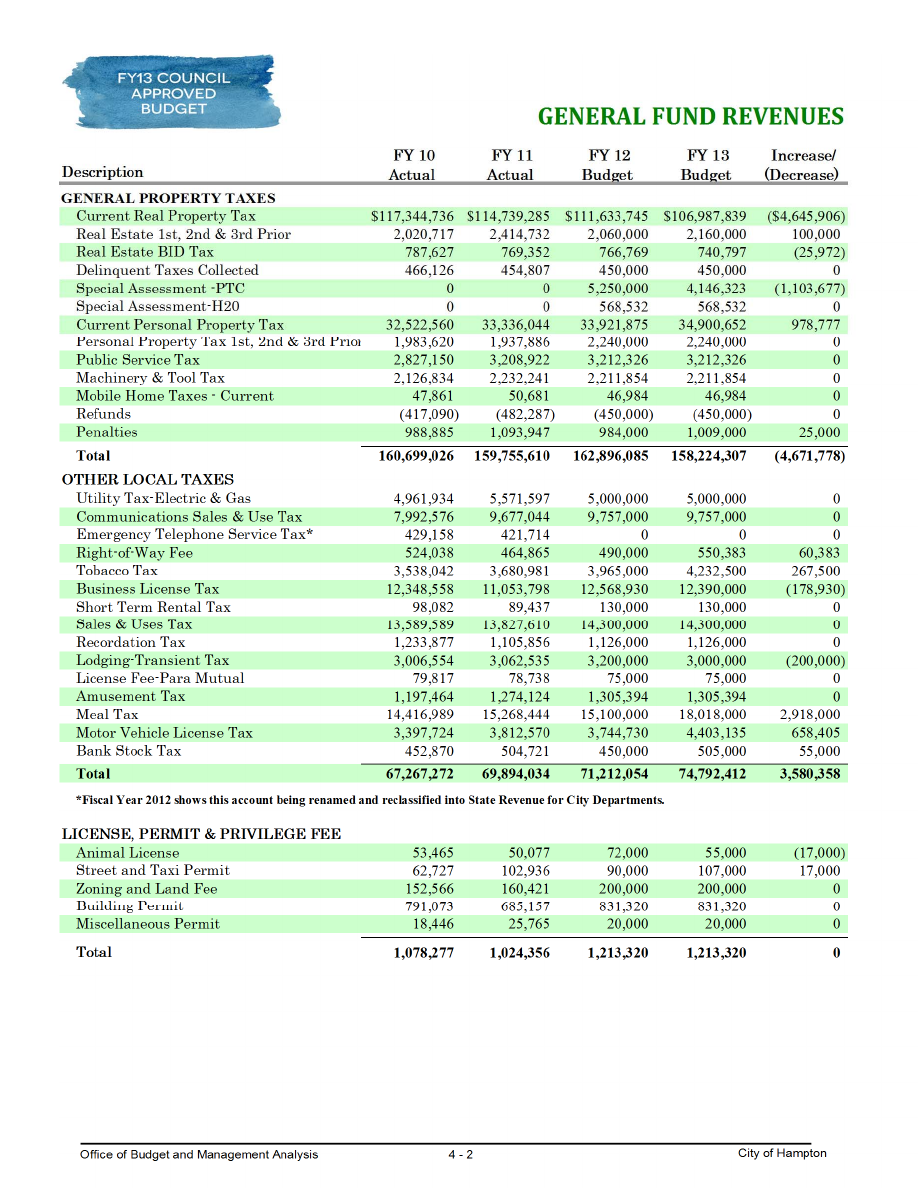 FY13 COUNCIL
APPROVED
BUDGET
GENERAL FUND REVENUES
Description FY 10 Actual FY 11 Actual FY 12 Budget FY 13 Budget Increase/ (Decrease)
GENERAL PROPERTY TAXES
Current Real Property Tax $117,344,736 $114,739,285 $111,633,745 $106,987,839 ($4,645,906)
Real Estate 1st, 2nd & 3rd Prior 2,020,717 2,414,732 2,060,000 2,160,000 100,000
Real Estate BID Tax 787,627 769,352 766,769 740,797 (25,972)
Delinquent Taxes Collected 466,126 454,807 450,000 450,000 0
Special Assessment -PTC 0 0 5,250,000 4,146,323 (1,103,677)
Special Assessment-H20 0 0 568,532 568,532 0
Current Personal Property Tax 32,522,560 33,336,044 33,921,875 34,900,652 978,777
Personal Property Tax 1st, 2nd & 3rd Prior 1,983,620 1,937,886 2,240,000 2,240,000 0
Public Service Tax 2,827,150 3,208,922 3,212,326 3,212,326 0
Machinery & Tool Tax 2,126,834 2,232,241 2,211,854 2,211,854 0
Mobile Home Taxes - Current 47,861 50,681 46,984 46,984 0
Refunds (417,090) (482,287) (450,000) (450,000) 0
Penalties 988,885 1,093,947 984,000 1,009,000 25,000
Total 160,699,026 159,755,610 162,896,085 158,224,307 (4,671,778)
OTHER LOCAL TAXES
Utility Tax-Electric & Gas 4,961,934 5,571,597 5,000,000 5,000,000 0
Communications Sales & Use Tax 7,992,576 9,677,044 9,757,000 9,757,000 0
Emergency Telephone Service Tax* 429,158 421,714 0 0 0
Right-of-Way Fee 524,038 464,865 490,000 550,383 60,383
Tobacco Tax 3,538,042 3,680,981 3,965,000 4,232,500 267,500
Business License Tax 12,348,558 11,053,798 12,568,930 12,390,000 (178,930)
Short Term Rental Tax 98,082 89,437 130,000 130,000 0
Sales & Uses Tax 13,589,589 13,827,610 14,300,000 14,300,000 0
Recordation Tax 1,233,877 1,105,856 1,126,000 1,126,000 0
Lodging-Transient Tax 3,006,554 3,062,535 3,200,000 3,000,000 (200,000)
License Fee-Para Mutual 79,817 78,738 75,000 75,000 0
Amusement Tax 1,197,464 1,274,124 1,305,394 1,305,394 0
Meal Tax 14,416,989 15,268,444 15,100,000 18,018,000 2,918,000
Motor Vehicle License Tax 3,397,724 3,812,570 3,744,730 4,403,135 658,405
Bank Stock Tax 452,870 504,721 450,000 505,000 55,000
Total 67,267,272 69,894,034 71,212,054 74,792,412 3,580,358
*Fiscal Year 2012 shows this account being renamed and reclassified into State Revenue for City Departments.
LICENSE, PERMIT & PRIVILEGE FEE
Animal License 53,465 50,077 72,000 55,000 (17,000)
Street and Taxi Permit 62,727 102,936 90,000 107,000 17,000
Zoning and Land Fee 152,566 160,421 200,000 200,000 0
Building Permit 791,073 685,157 831,320 831,320 0
Miscellaneous Permit 18,446 25,765 20,000 20,000 0
Total 1,078,277 1,024,356 1,213,320 1,213,320 0
Office of Budget and Management Analysis 4 - 2 City of Hampton